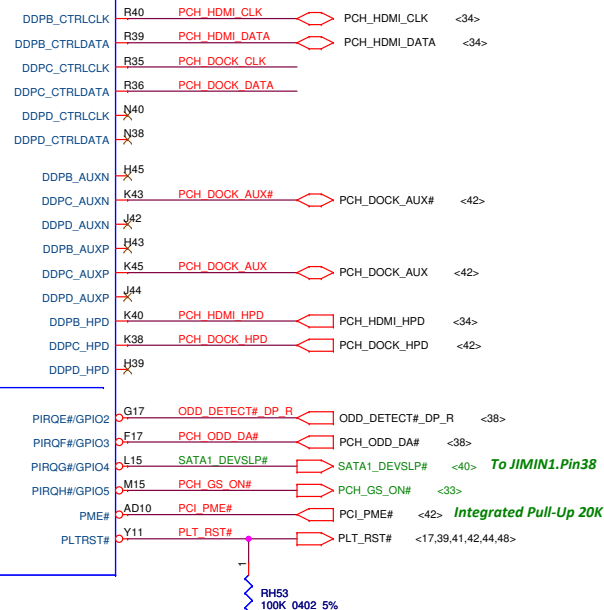 DDPB_CTRLCLK R40 PCH_HDMI_CLK PCH_HDMI_CLK <34>
DDPB_CTRLDATA R39 PCH_HDMI_DATA PCH_HDMI_DATA <34>
DDPC_CTRLCLK R35 PCH_DOCK_CLK
DDPC_CTRLDATA R36 PCH_DOCK_DATA
DDPD_CTRLCLK N40
DDPD_CTRLDATA N38
DDPB_AUXN H45
DDPC_AUXN K43 PCH_DOCK_AUX# PCH_DOCK_AUX# <42>
DDPD_AUXN J42
DDPB_AUXP H43
DDPC_AUXP K45 PCH_DOCK_AUX PCH_DOCK_AUX <42>
DDPD_AUXP J44
DDPB_HPD K40 PCH_HDMI_HPD PCH_HDMI_HPD <34>
DDPC_HPD K38 PCH_DOCK_HPD PCH_DOCK_HPD <42>
DDPD_HPD H39
PIRQE#/GPIO2 G17 ODD_DETECT#_DP_R ODD_DETECT#_DP_R <38>
PIRQF#/GPIO3 F17 PCH_ODD_DA# PCH_ODD_DA# <38>
PIRQG#/GPIO4 L15 SATA1_DEVSLP# SATA1_DEVSLP# <40> To JIMIN1.Pin38
PIRQH#/GPIO5 M15 PCH_GS_ON# PCH_GS_ON# <33>
PME# AD10 PCI_PME# PCI_PME# <42> Integrated Pull-Up 20K
PLTRST# Y11 PLT_RST# PLT_RST# <17,39,41,42,44,48>
1
RH53
100K_0402_5%